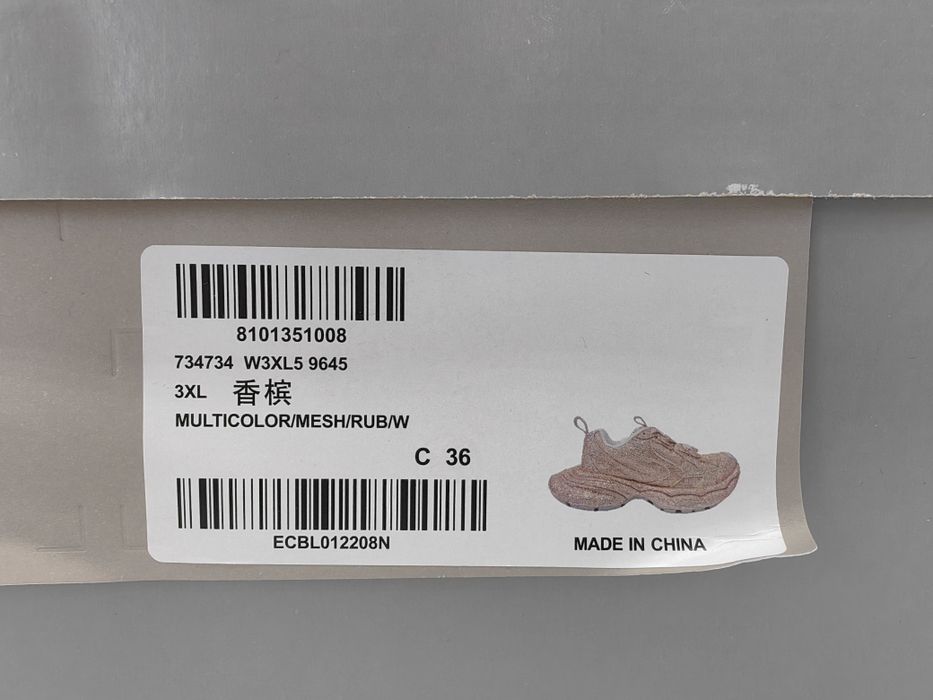 8101351008
734734 W3XL5 9645
3XL 香槟
MULTICOLOR/MESH/RUB/W
C 36
ECBL012208N
MADE IN CHINA